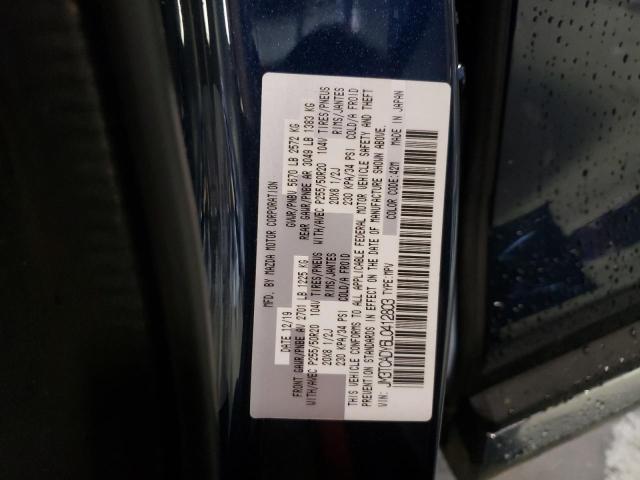 MFD. BY MAZDA MOTOR CORPORATION
DATE: 12/19 GVWR/PNBV 5670 LB 2572 KG
FRONT GAWR/PNBE AV 2701 LB 1225 KG REAR GAWR/PNBE AR 3049 LB 1383 KG
WITH/AVEC P255/50R20 104V TIRES/PNEUS WITH/AVEC P255/50R20 104V TIRES/PNEUS
20X8 1/2J RIMS/JANTES 20X8 1/2J RIMS/JANTES
230 KPA/34 PSI COLD/A FROID 230 KPA/34 PSI COLD/A FROID
THIS VEHICLE CONFORMS TO ALL APPLICABLE FEDERAL MOTOR VEHICLE SAFETY AND THEFT
PREVENTION STANDARDS IN EFFECT ON THE DATE OF MANUFACTURE SHOWN ABOVE.
VIN: JM3TCADY6L0412803 TYPE:MPV COLOR CODE:42M MADE IN JAPAN